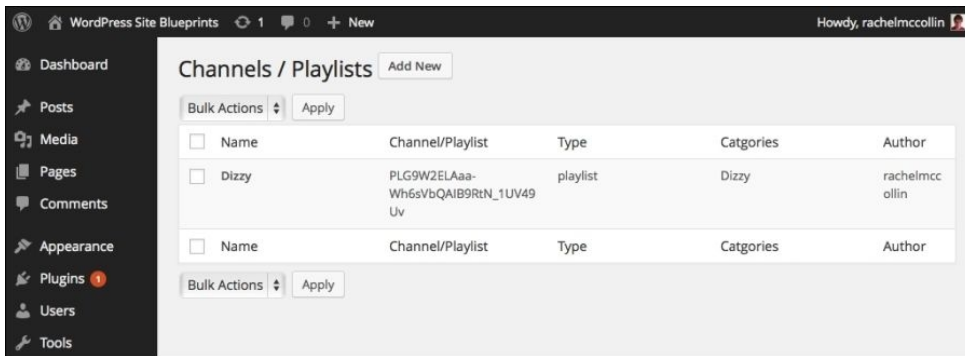 WordPress Site Blueprints 1 0 + New Howdy, rachelmccollin
Dashboard
Posts
Media
Pages
Comments
Appearance
Plugins 1
Users
Tools
Channels / Playlists Add New
Bulk Actions Apply
Name Channel/Playlist Type Catgories Author
Dizzy PLG9W2ELAaa- playlist Dizzy rachelmcc
Wh6sVbQAIB9RtN_1UV49 ollin
Uv
Name Channel/Playlist Type Catgories Author
Bulk Actions Apply